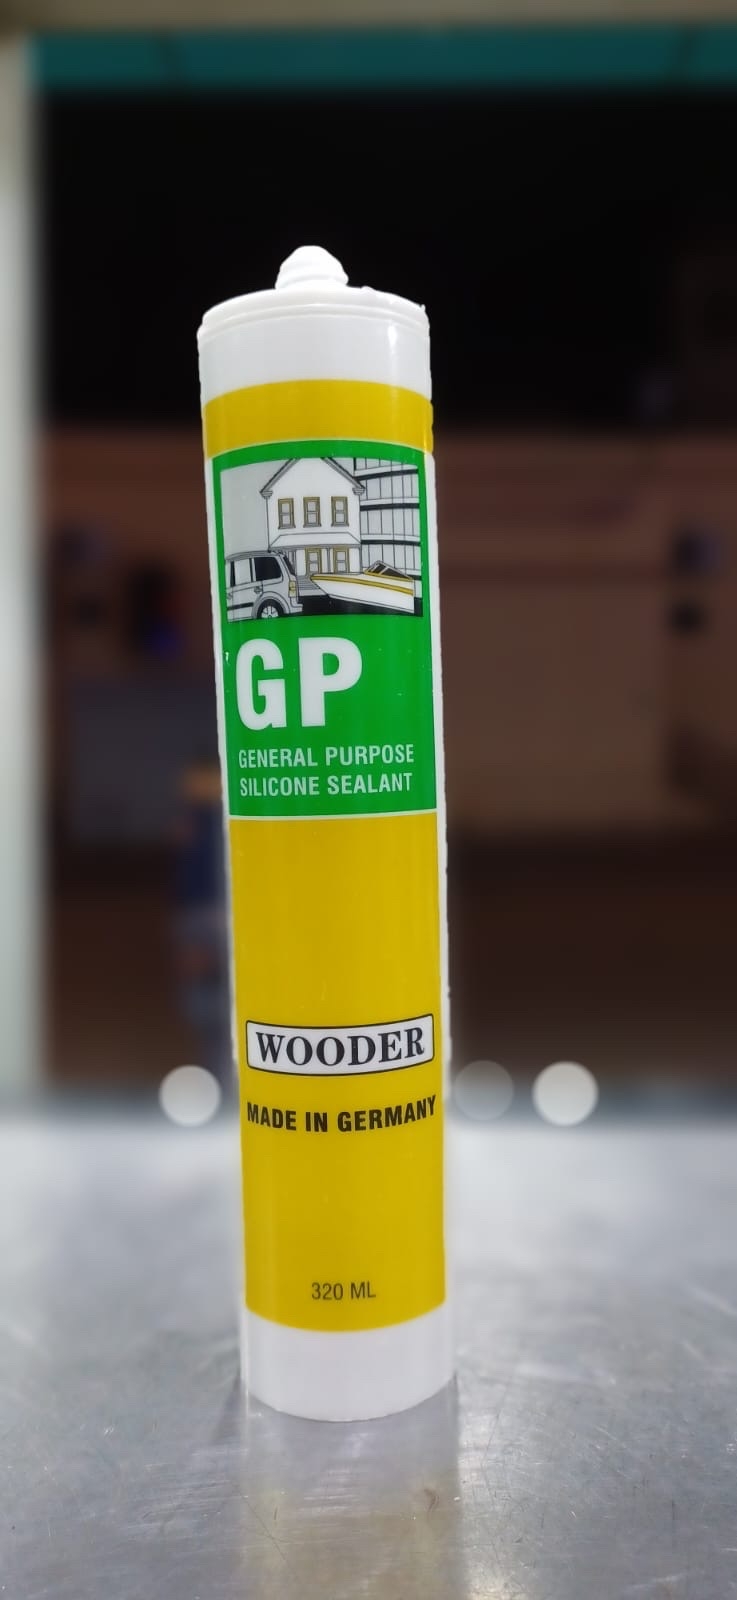 GP
GENERAL PURPOSE
SILICONE SEALANT
WOODER
MADE IN GERMANY
320 ML